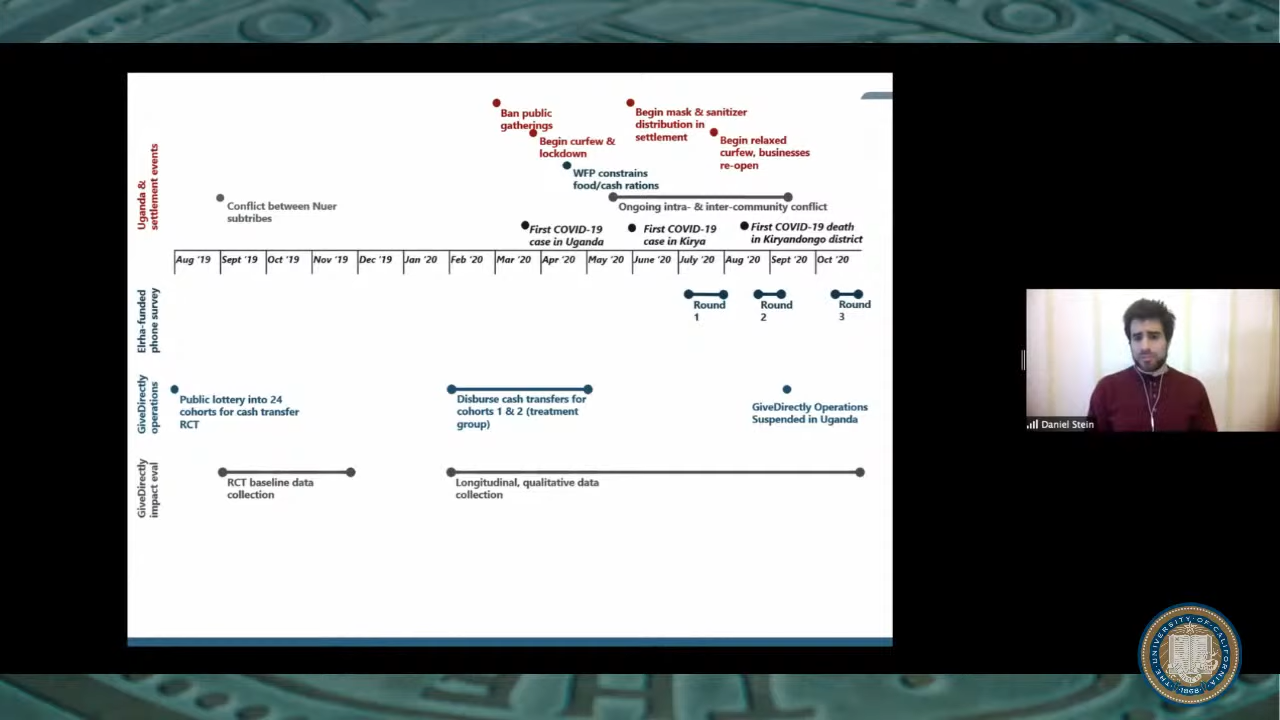 Uganda &
settlement events
Ban public
gatherings
Begin curfew &
lockdown
Begin mask & sanitizer
distribution in
settlement
Begin relaxed
curfew, businesses
re-open
WFP constrains
food/cash rations
Conflict between Nuer
subtribes
Ongoing intra- & inter-community conflict
First COVID-19
case in Uganda
First COVID-19
case in Kirya
First COVID-19 death
in Kiryandongo district
Aug '19 Sept '19 Oct '19 Nov '19 Dec '19 Jan '20 Feb '20 Mar '20 Apr '20 May '20 June '20 July '20 Aug '20 Sept '20 Oct '20
Elrha-funded
phone survey
Round
1
Round
2
Round
3
GiveDirectly
operations
Public lottery into 24
cohorts for cash transfer
RCT
Disburse cash transfers for
cohorts 1 & 2 (treatment
group)
GiveDirectly Operations
Suspended in Uganda
GiveDirectly
impact eval
RCT baseline data
collection
Longitudinal, qualitative data
collection
Daniel Stein
THE·UNIVERSITY·OF·CALIFORNIA
·1868·